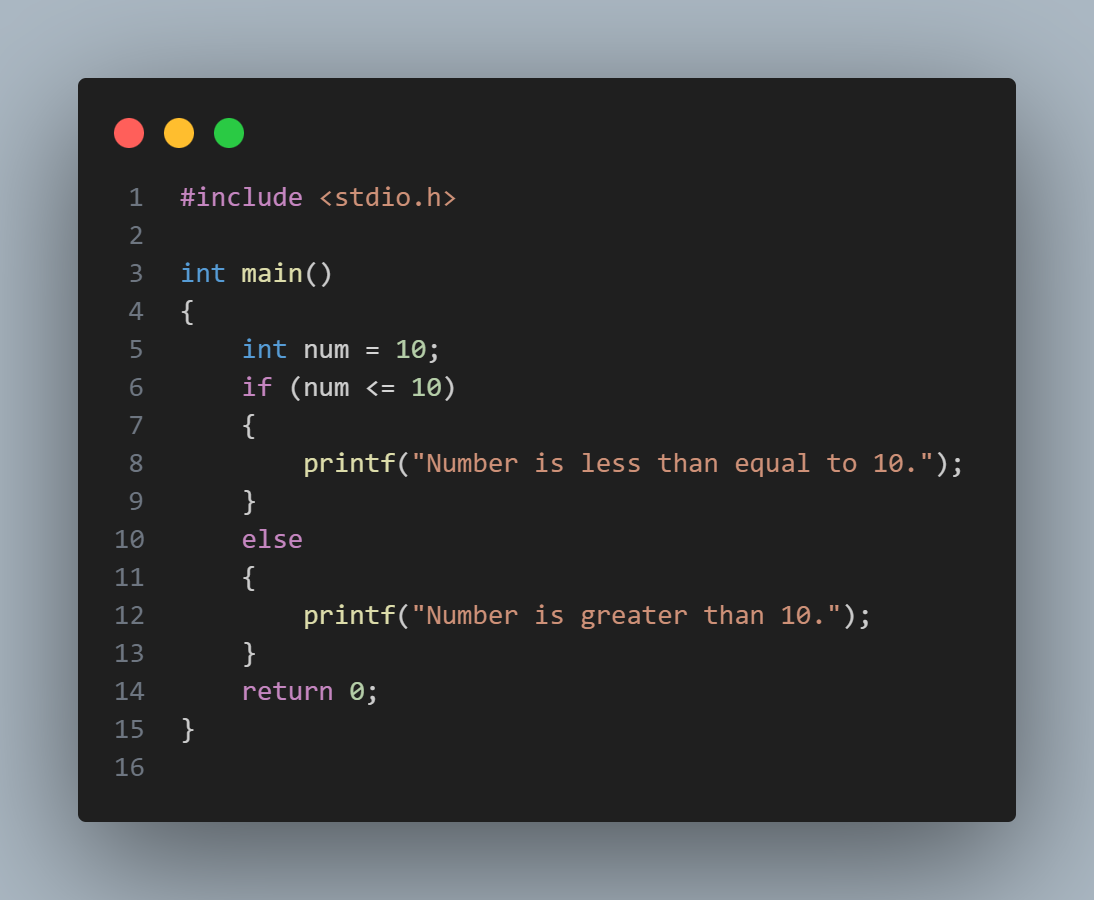 1 #include <stdio.h>
2
3 int main()
4 {
5     int num = 10;
6     if (num <= 10)
7     {
8         printf("Number is less than equal to 10.");
9     }
10     else
11     {
12         printf("Number is greater than 10.");
13     }
14     return 0;
15 }
16